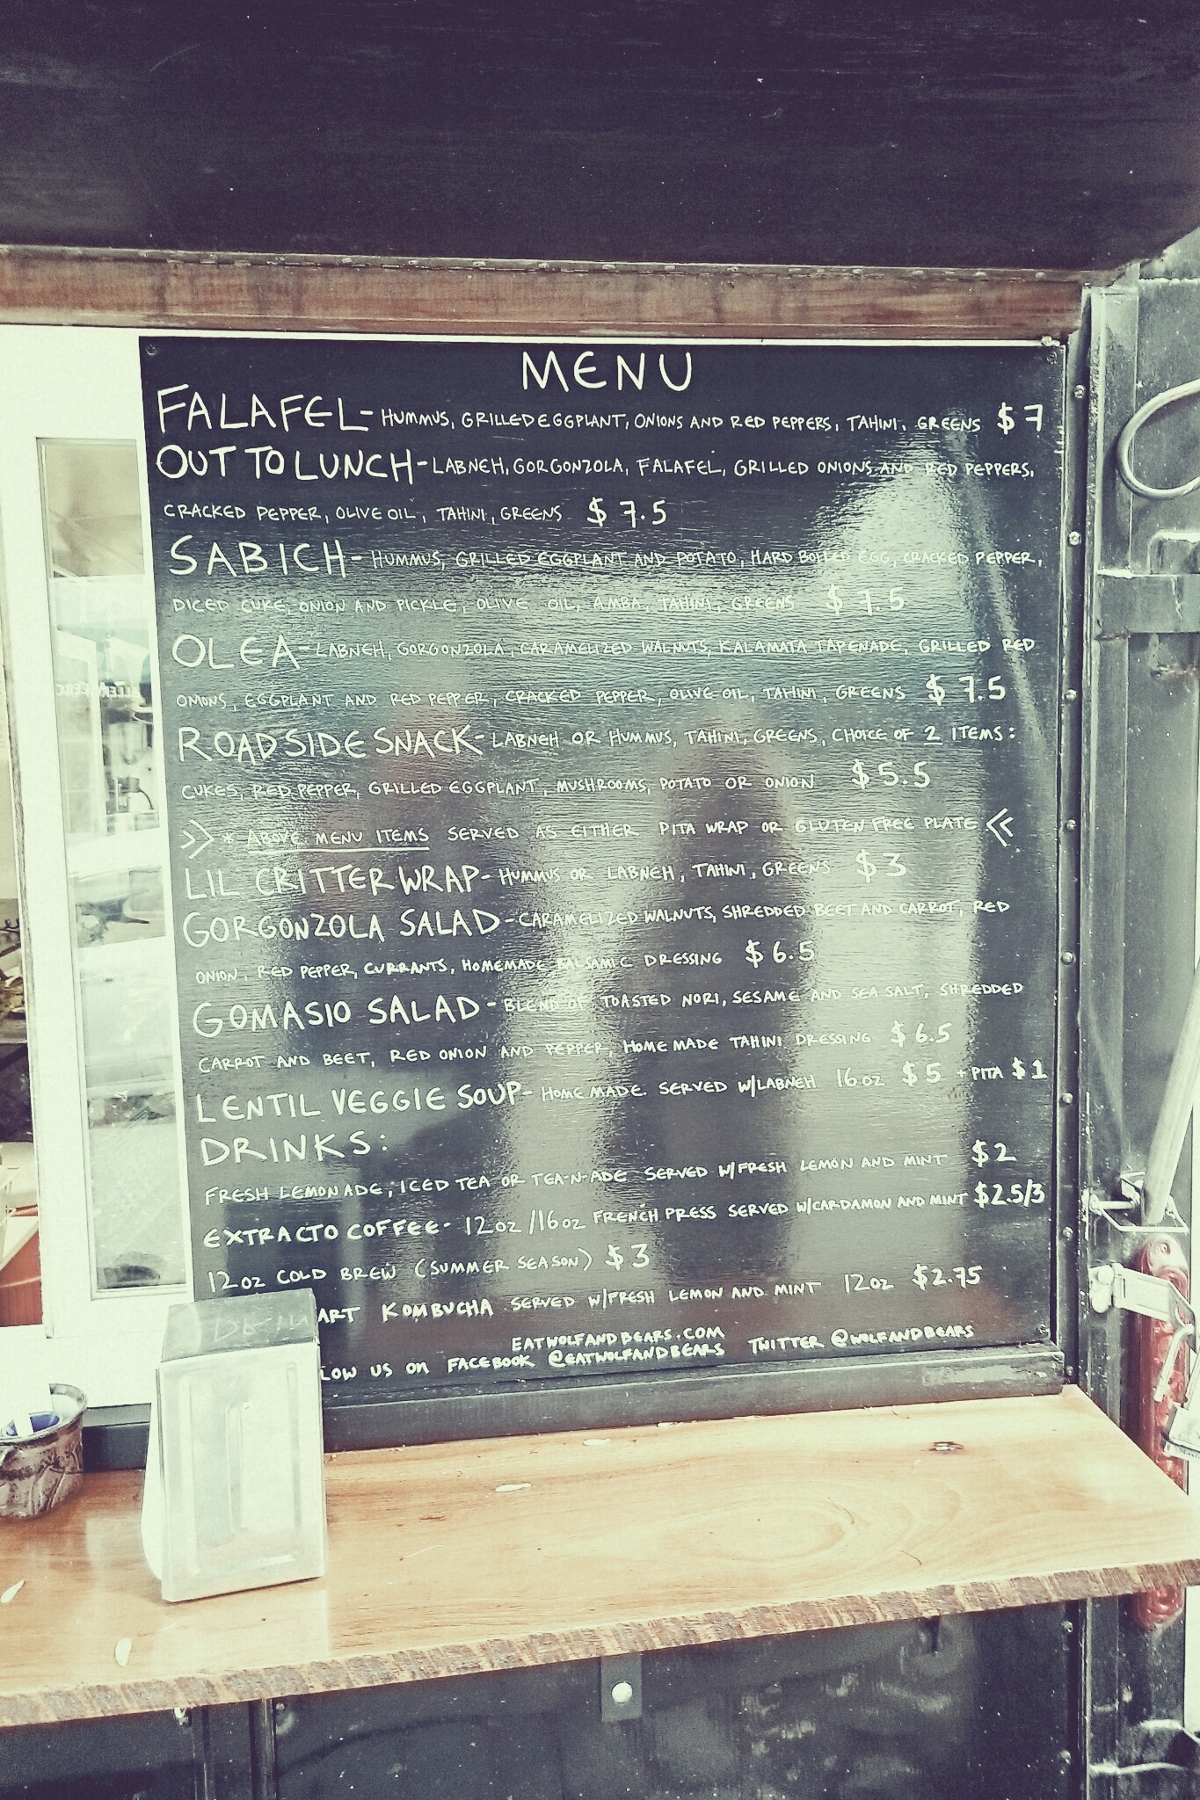 MENU
FALAFEL- HUMMUS, GRILLED EGGPLANT, ONIONS AND RED PEPPERS, TAHINI, GREENS $7
OUT TO LUNCH- LABNEH, GORGONZOLA, FALAFEL, GRILLED ONIONS AND RED PEPPERS,
CRACKED PEPPER, OLIVE OIL, TAHINI, GREENS $7.5
SABICH- HUMMUS, GRILLED EGGPLANT AND POTATO, HARD BOILED EGG, CRACKED PEPPER,
DICED CUKE, ONION AND PICKLE, OLIVE OIL, AMBA, TAHINI, GREENS $7.5
OLEA- LABNEH, GORGONZOLA, CARAMELIZED WALNUTS, KALAMATA TAPENADE, GRILLED RED
ONIONS, EGGPLANT AND RED PEPPER, CRACKED PEPPER, OLIVE OIL, TAHINI, GREENS $7.5
ROADSIDE SNACK- LABNEH OR HUMMUS, TAHINI, GREENS, CHOICE OF 2 ITEMS:
CUKES, RED PEPPER, GRILLED EGGPLANT, MUSHROOMS, POTATO OR ONION $5.5
>> * ABOVE MENU ITEMS SERVED AS EITHER PITA WRAP OR GLUTEN FREE PLATE <<
LIL CRITTER WRAP- HUMMUS OR LABNEH, TAHINI, GREENS $3
GORGONZOLA SALAD- CARAMELIZED WALNUTS, SHREDDED BEET AND CARROT, RED
ONION, RED PEPPER, CURRANTS, HOMEMADE BALSAMIC DRESSING $6.5
GOMASIO SALAD- BLEND OF TOASTED NORI, SESAME AND SEA SALT, SHREDDED
CARROT AND BEET, RED ONION AND PEPPER, HOMEMADE TAHINI DRESSING $6.5
LENTIL VEGGIE SOUP- HOMEMADE. SERVED W/LABNEH 16oz $5 +PITA $1
DRINKS:
FRESH LEMONADE, ICED TEA OR TEA-N-ADE SERVED W/FRESH LEMON AND MINT $2
EXTRACTO COFFEE- 12oz/16oz FRENCH PRESS SERVED W/CARDAMON AND MINT $2.5/3
12oz COLD BREW (SUMMER SEASON) $3
ART KOMBUCHA SERVED W/FRESH LEMON AND MINT 12oz $2.75
EATWOLFANDBEARS.COM
LOW US ON FACEBOOK @EATWOLFANDBEARS TWITTER @WOLFANDBEARS